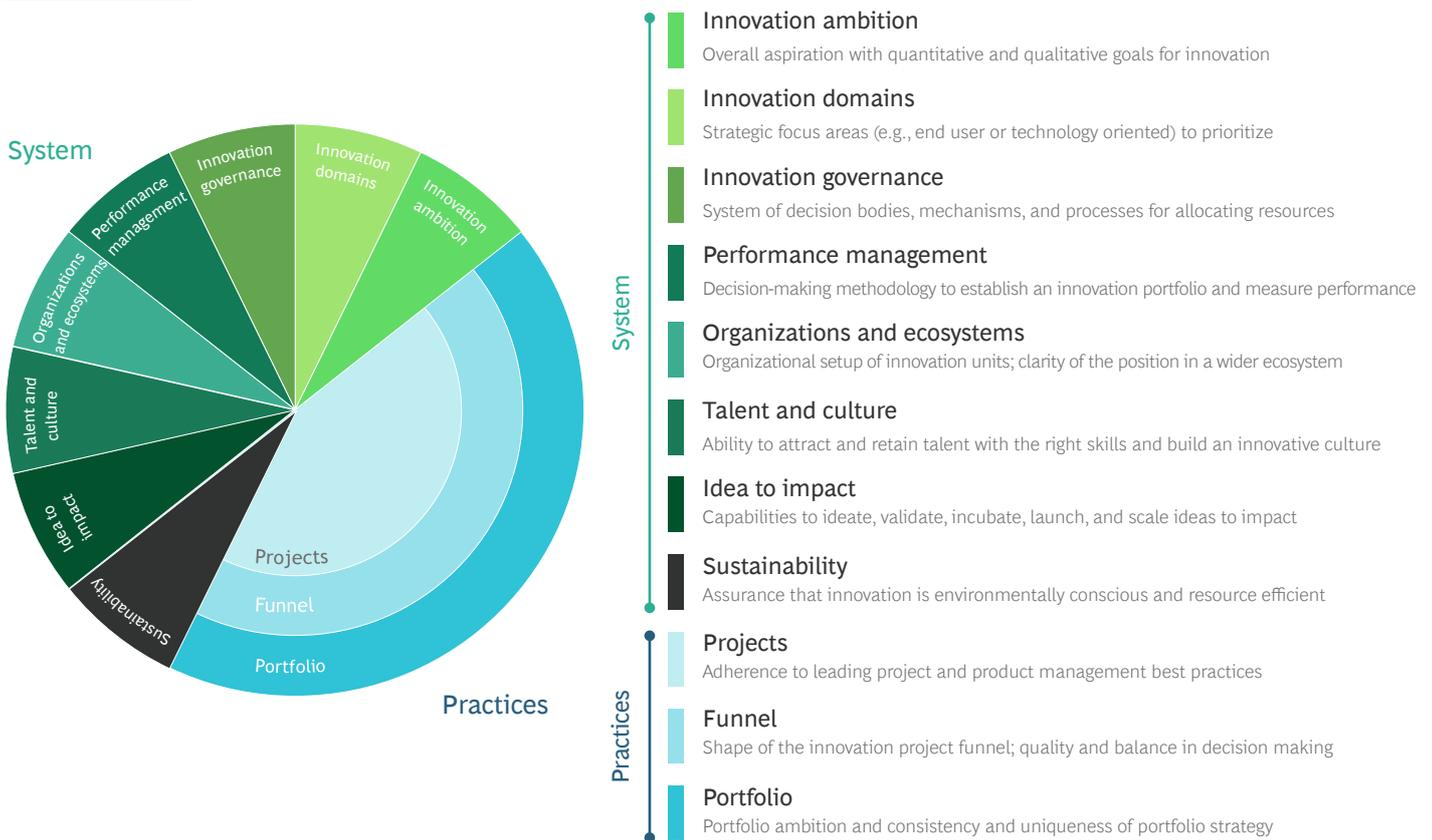 System
Innovation
governance
Innovation
domains
Innovation
ambition
Performance
management
Organizations
and ecosystems
Talent and
culture
Idea to
impact
Sustainability
Projects
Funnel
Portfolio
Practices
System
Innovation ambition
Overall aspiration with quantitative and qualitative goals for innovation
Innovation domains
Strategic focus areas (e.g., end user or technology oriented) to prioritize
Innovation governance
System of decision bodies, mechanisms, and processes for allocating resources
Performance management
Decision-making methodology to establish an innovation portfolio and measure performance
Organizations and ecosystems
Organizational setup of innovation units; clarity of the position in a wider ecosystem
Talent and culture
Ability to attract and retain talent with the right skills and build an innovative culture
Idea to impact
Capabilities to ideate, validate, incubate, launch, and scale ideas to impact
Sustainability
Assurance that innovation is environmentally conscious and resource efficient
Practices
Projects
Adherence to leading project and product management best practices
Funnel
Shape of the innovation project funnel; quality and balance in decision making
Portfolio
Portfolio ambition and consistency and uniqueness of portfolio strategy